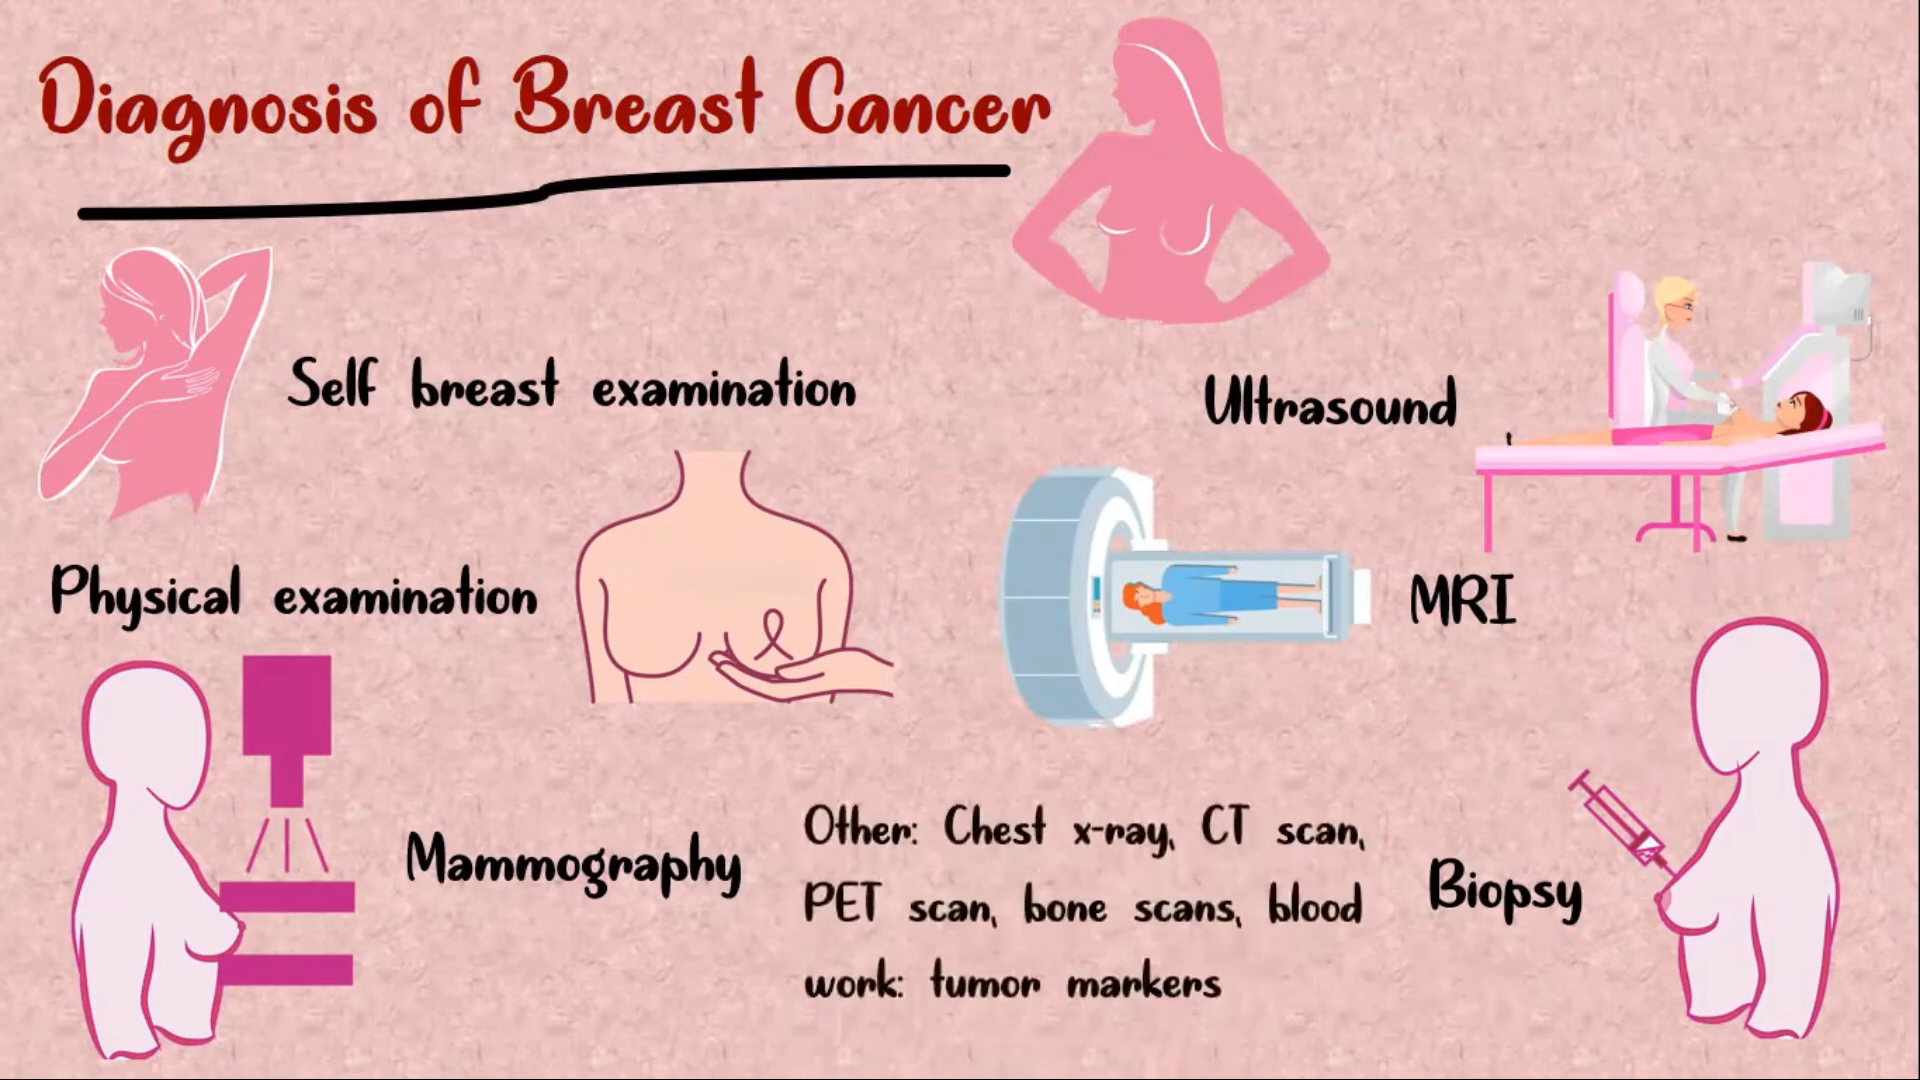 Diagnosis of Breast Cancer
Self breast examination
Ultrasound
Physical examination
MRI
Mammography
Other: Chest x-ray, CT scan,
PET scan, bone scans, blood
work: tumor markers
Biopsy